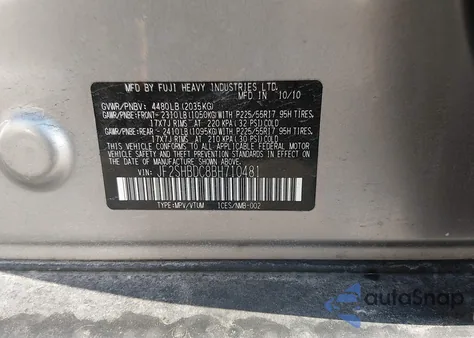 MFD. BY FUJI HEAVY INDUSTRIES LTD.
MFD. IN 10/10
GVWR/PNBV: 4480LB (2035KG)
GAWR/PNBE:FRONT- 2310LB (1050KG) WITH P225/55R17 95H TIRES,
17X7J RIMS AT 220 KPA (32 PSI) COLD
GAWR/PNBE:REAR - 2410LB (1095KG) WITH P225/55R17 95H TIRES,
17X7J RIMS AT 210 KPA (30 PSI) COLD
THIS VEHICLE CONFORMS TO ALL APPLICABLE
FEDERAL MOTOR VEHICLE SAFETY AND
BUMPER STANDARDS IN EFFECT ON THE DATE
OF MANUFACTURE SHOWN ABOVE.
VIN: JF2SHBDC8BH710481
TYPE:MPV/VTUM 1CES/NMB-002
autoSnap